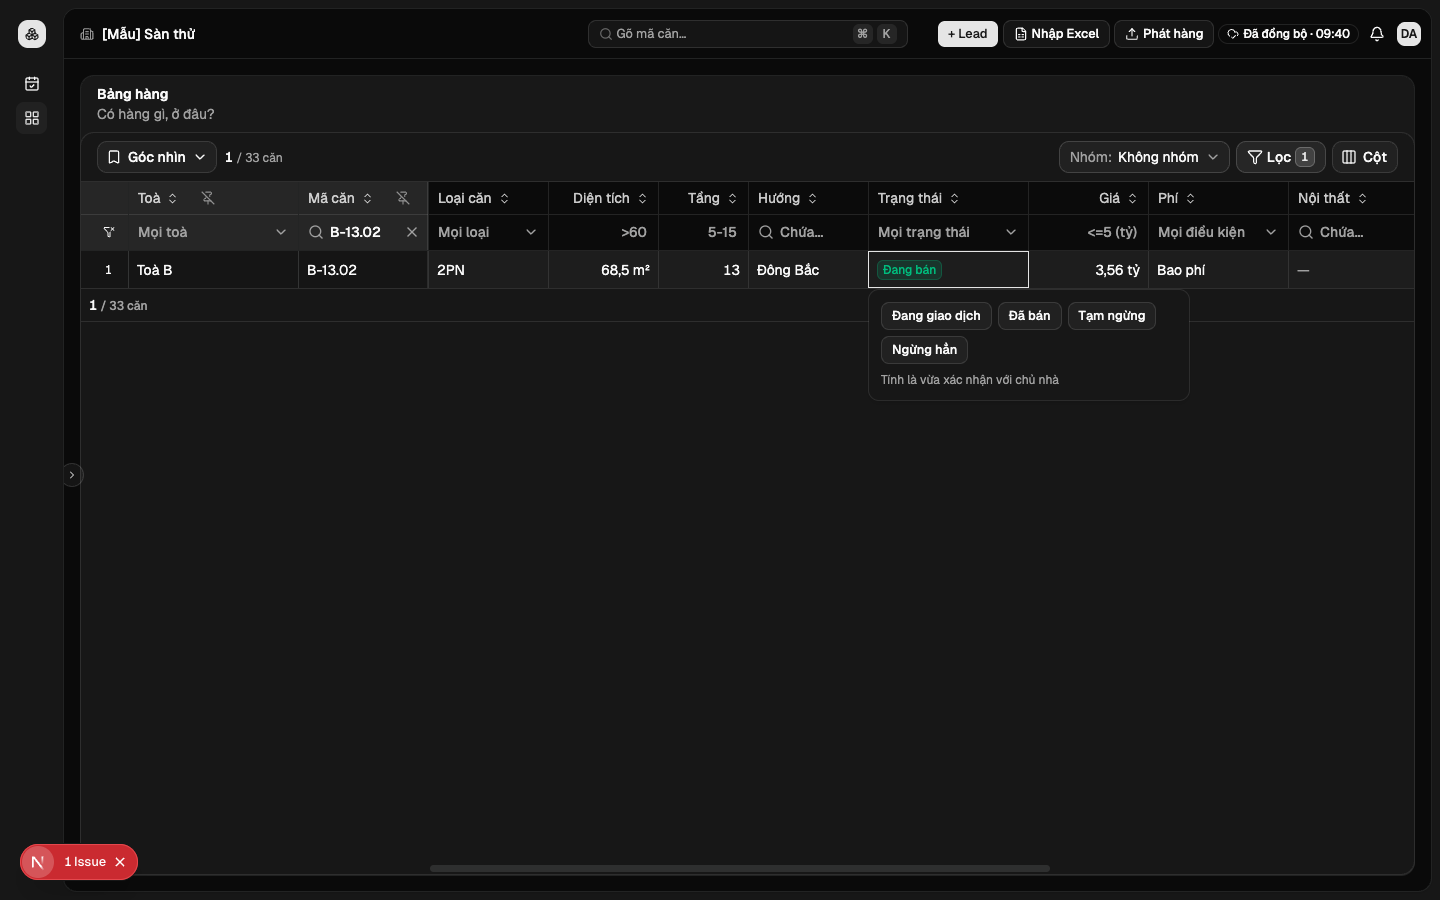 [Mẫu] Sàn thử
Gõ mã căn...
⌘ K
+ Lead
Nhập Excel
Phát hàng
Đã đồng bộ · 09:40
DA
Bảng hàng
Có hàng gì, ở đâu?
Góc nhìn
1 / 33 căn
Nhóm: Không nhóm
Lọc 1
Cột
Toà
Mã căn
Loại căn
Diện tích
Tầng
Hướng
Trạng thái
Giá
Phí
Nội thất
Mọi toà
B-13.02
Mọi loại
>60
5-15
Chứa...
Mọi trạng thái
<=5 (tỷ)
Mọi điều kiện
Chứa...
1
Toà B
B-13.02
2PN
68,5 m²
13
Đông Bắc
Đang bán
3,56 tỷ
Bao phí
—
1 / 33 căn
Đang giao dịch
Đã bán
Tạm ngừng
Ngừng hẳn
Tính là vừa xác nhận với chủ nhà
N
1 Issue